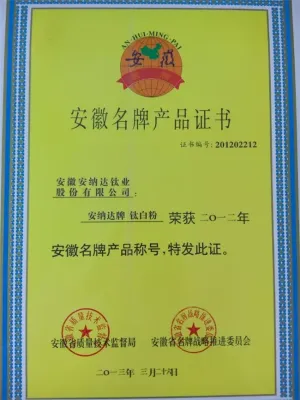 AN·HUI·MING·PAI
安徽
安徽名牌产品证书
证书编号：201202212
安徽安纳达钛业
股份有限公司：
安纳达牌 钛白粉 荣获二○一二年
安徽名牌产品称号，特发此证。
安徽省质量技术监督局 安徽省名牌战略推进委员会
二○一三年 三月二十八日